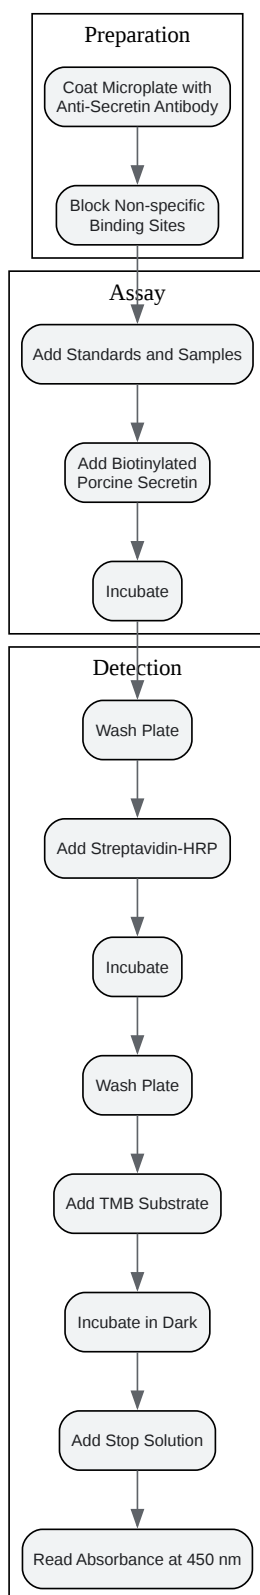 Preparation
Coat Microplate with
Anti-Secretin Antibody
Block Non-specific
Binding Sites
Assay
Add Standards and Samples
Add Biotinylated
Porcine Secretin
Incubate
Detection
Wash Plate
Add Streptavidin-HRP
Incubate
Wash Plate
Add TMB Substrate
Incubate in Dark
Add Stop Solution
Read Absorbance at 450 nm